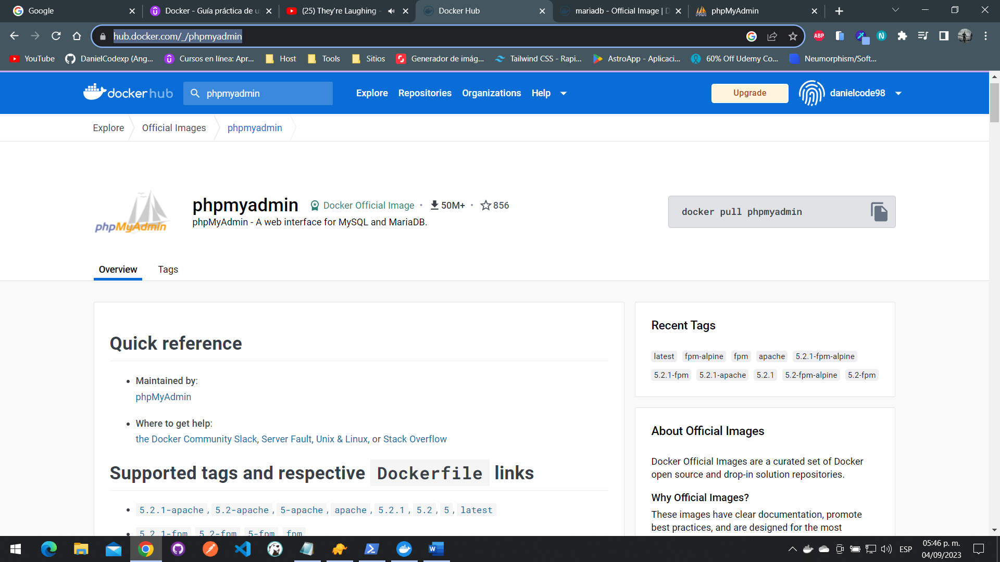 Google
Docker - Guía práctica de u
(25) They're Laughing -
Docker Hub
mariadb - Official Image | D
phpMyAdmin
hub.docker.com/_/phpmyadmin
ABP
YouTube
DanielCodexp (Ang...
Cursos en línea: Apr...
Host
Tools
Sitios
Generador de imág...
Tailwind CSS - Rapi...
AstroApp - Aplicaci...
60% Off Udemy Co...
Neumorphism/Soft...
docker hub
phpmyadmin
Explore
Repositories
Organizations
Help
Upgrade
danielcode98
Explore
Official Images
phpmyadmin
phpMyAdmin
phpmyadmin
Docker Official Image
•
50M+
•
856
phpMyAdmin - A web interface for MySQL and MariaDB.
docker pull phpmyadmin
Overview
Tags
Quick reference
• Maintained by:
phpMyAdmin
• Where to get help:
the Docker Community Slack, Server Fault, Unix & Linux, or Stack Overflow
Supported tags and respective Dockerfile links
• 5.2.1-apache, 5.2-apache, 5-apache, apache, 5.2.1, 5.2, 5, latest
• 5.2.1-fpm 5.2-fpm 5-fpm fpm
Recent Tags
latest fpm-alpine fpm apache 5.2.1-fpm-alpine
5.2.1-fpm 5.2.1-apache 5.2.1 5.2-fpm-alpine 5.2-fpm
About Official Images
Docker Official Images are a curated set of Docker
open source and drop-in solution repositories.
Why Official Images?
These images have clear documentation, promote
best practices, and are designed for the most
ESP
05:46 p. m.
04/09/2023